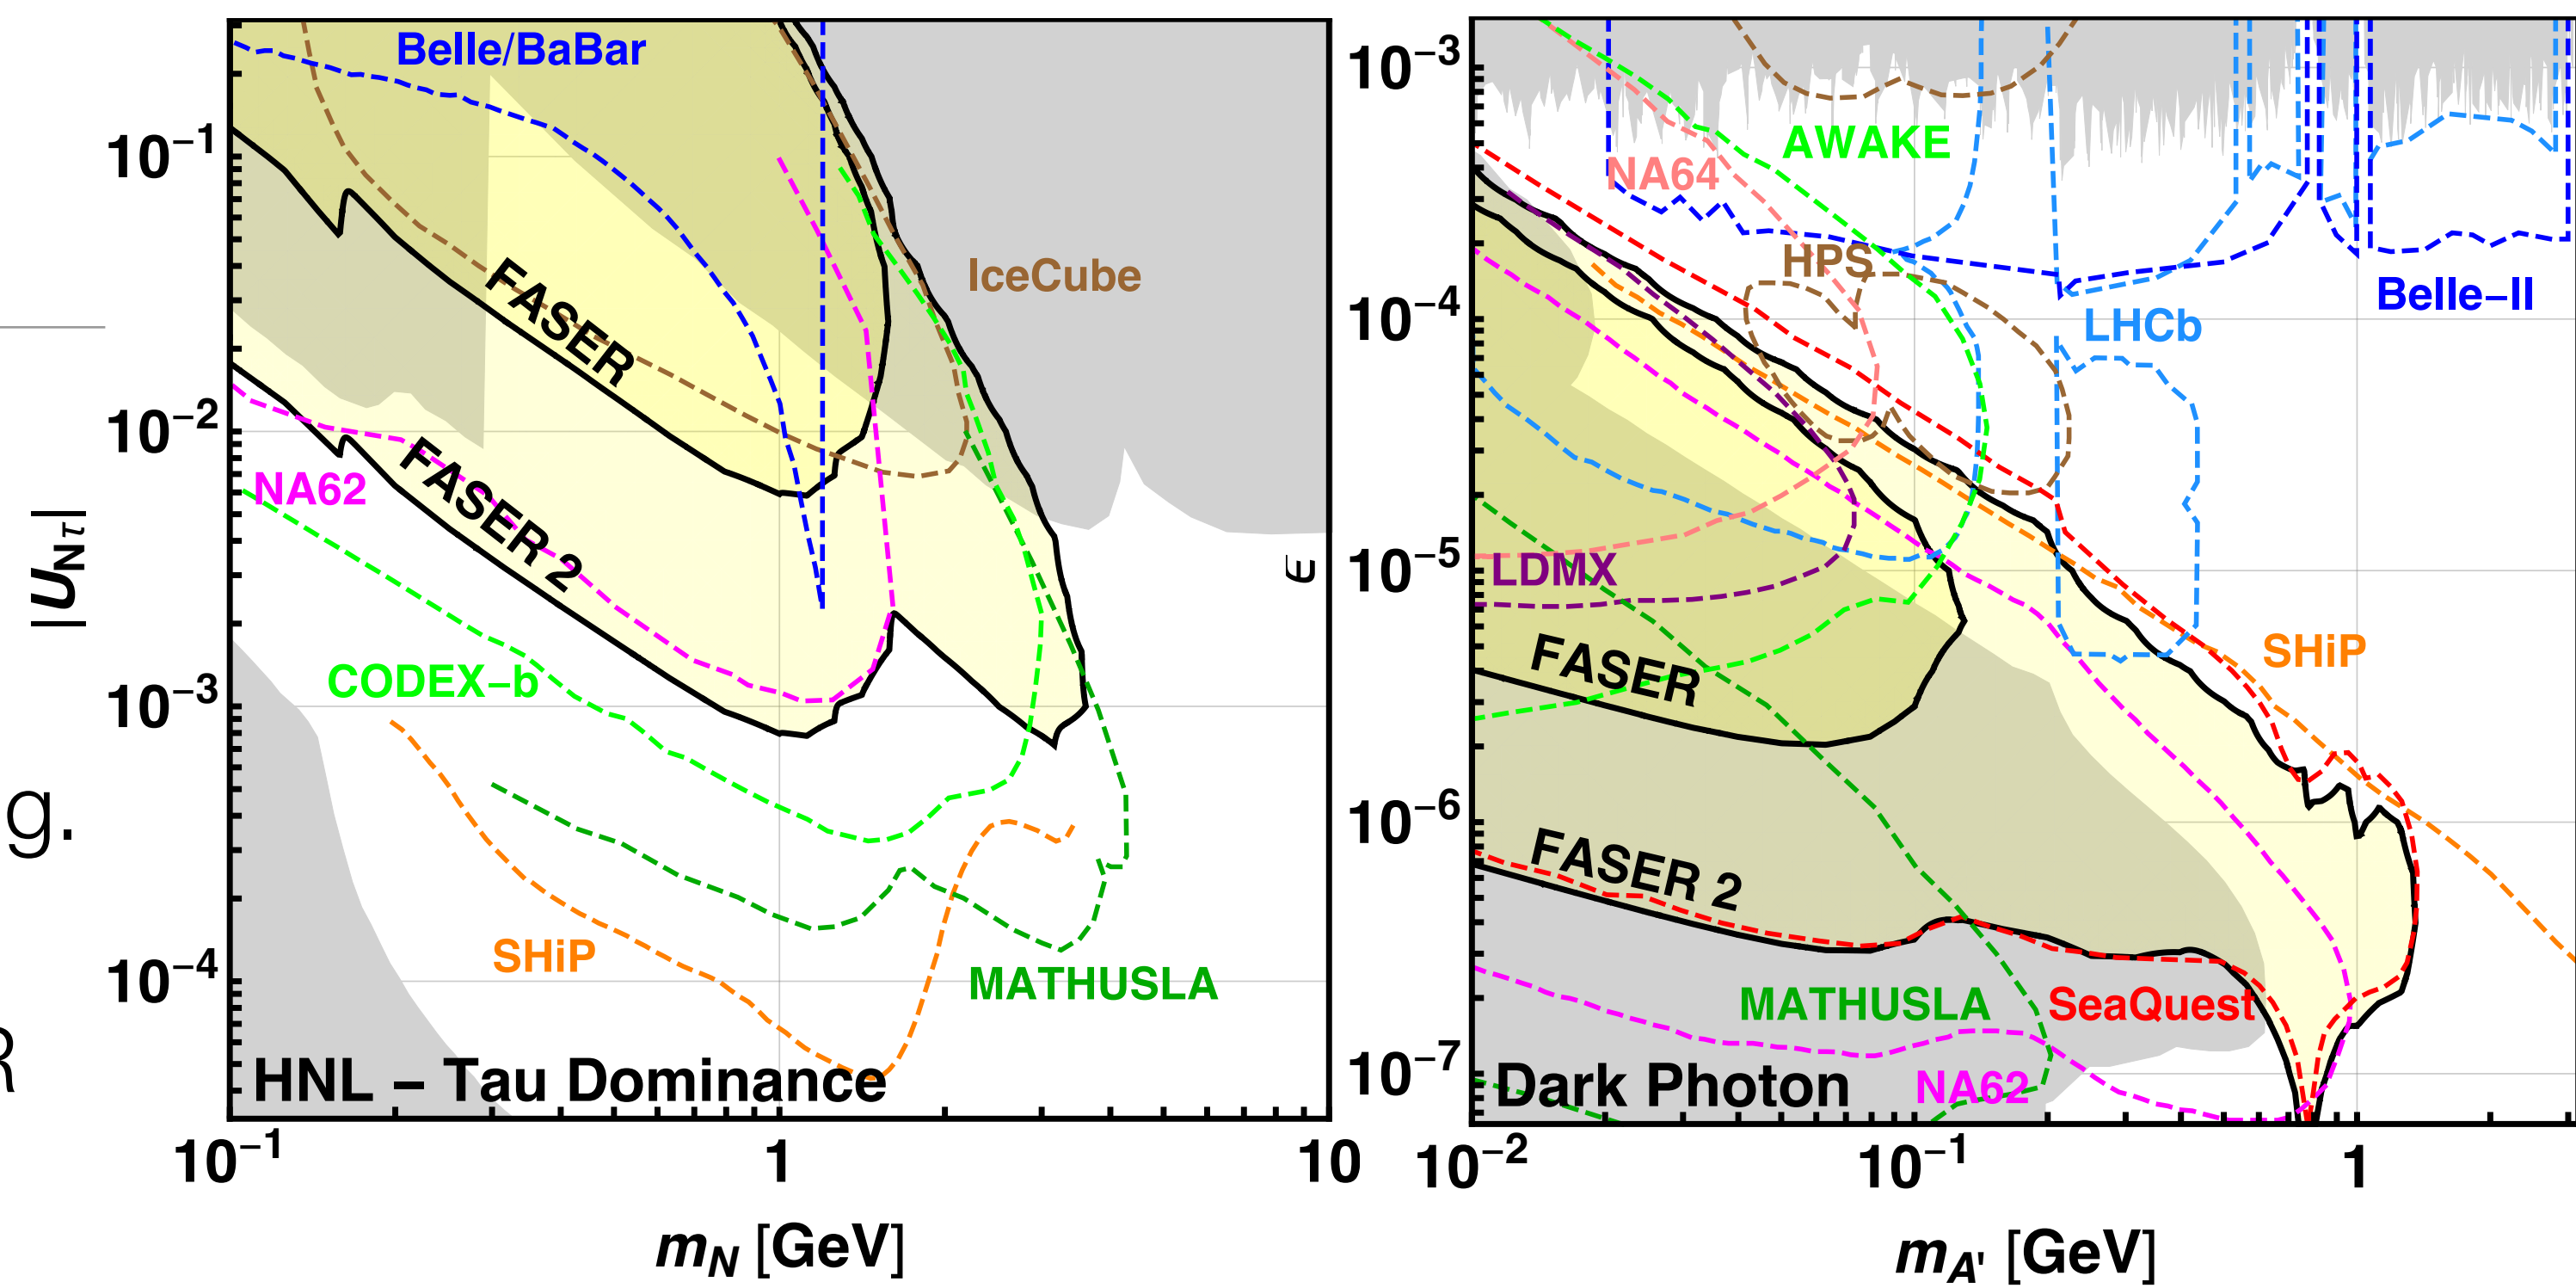 g.
R
|U_Nτ|
10⁻¹
10⁻²
10⁻³
10⁻⁴
Belle/BaBar
IceCube
FASER
NA62
FASER 2
CODEX–b
SHiP
MATHUSLA
HNL – Tau Dominance
10⁻¹ 1 10
m_N [GeV]
ϵ
10⁻³
10⁻⁴
10⁻⁵
10⁻⁶
10⁻⁷
AWAKE
NA64
HPS
Belle–II
LHCb
LDMX
FASER
SHiP
FASER 2
MATHUSLA
SeaQuest
NA62
Dark Photon
10⁻² 10⁻¹ 1
m_A' [GeV]